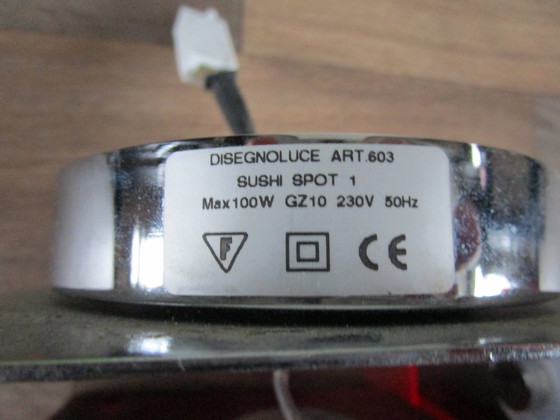 DISEGNOLUCE ART.603
SUSHI SPOT 1
Max100W GZ10 230V 50Hz
F CE